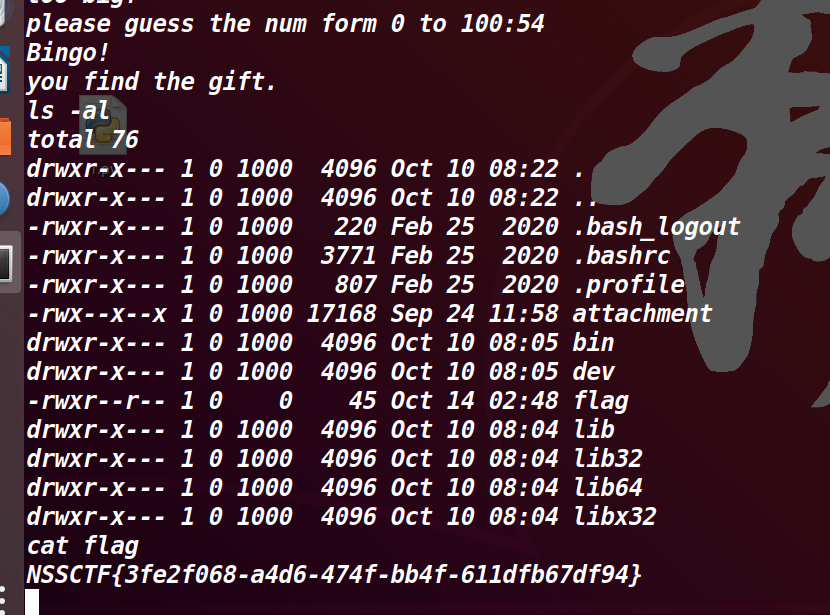 too big!
please guess the num form 0 to 100:54
Bingo!
you find the gift.
ls -al
total 76
drwxr-x--- 1 0 1000  4096 Oct 10 08:22 .
drwxr-x--- 1 0 1000  4096 Oct 10 08:22 ..
-rwxr-x--- 1 0 1000   220 Feb 25  2020 .bash_logout
-rwxr-x--- 1 0 1000  3771 Feb 25  2020 .bashrc
-rwxr-x--- 1 0 1000   807 Feb 25  2020 .profile
-rwx--x--x 1 0 1000 17168 Sep 24 11:58 attachment
drwxr-x--- 1 0 1000  4096 Oct 10 08:05 bin
drwxr-x--- 1 0 1000  4096 Oct 10 08:05 dev
-rwxr--r-- 1 0    0    45 Oct 14 02:48 flag
drwxr-x--- 1 0 1000  4096 Oct 10 08:04 lib
drwxr-x--- 1 0 1000  4096 Oct 10 08:04 lib32
drwxr-x--- 1 0 1000  4096 Oct 10 08:04 lib64
drwxr-x--- 1 0 1000  4096 Oct 10 08:04 libx32
cat flag
NSSCTF{3fe2f068-a4d6-474f-bb4f-611dfb67df94}